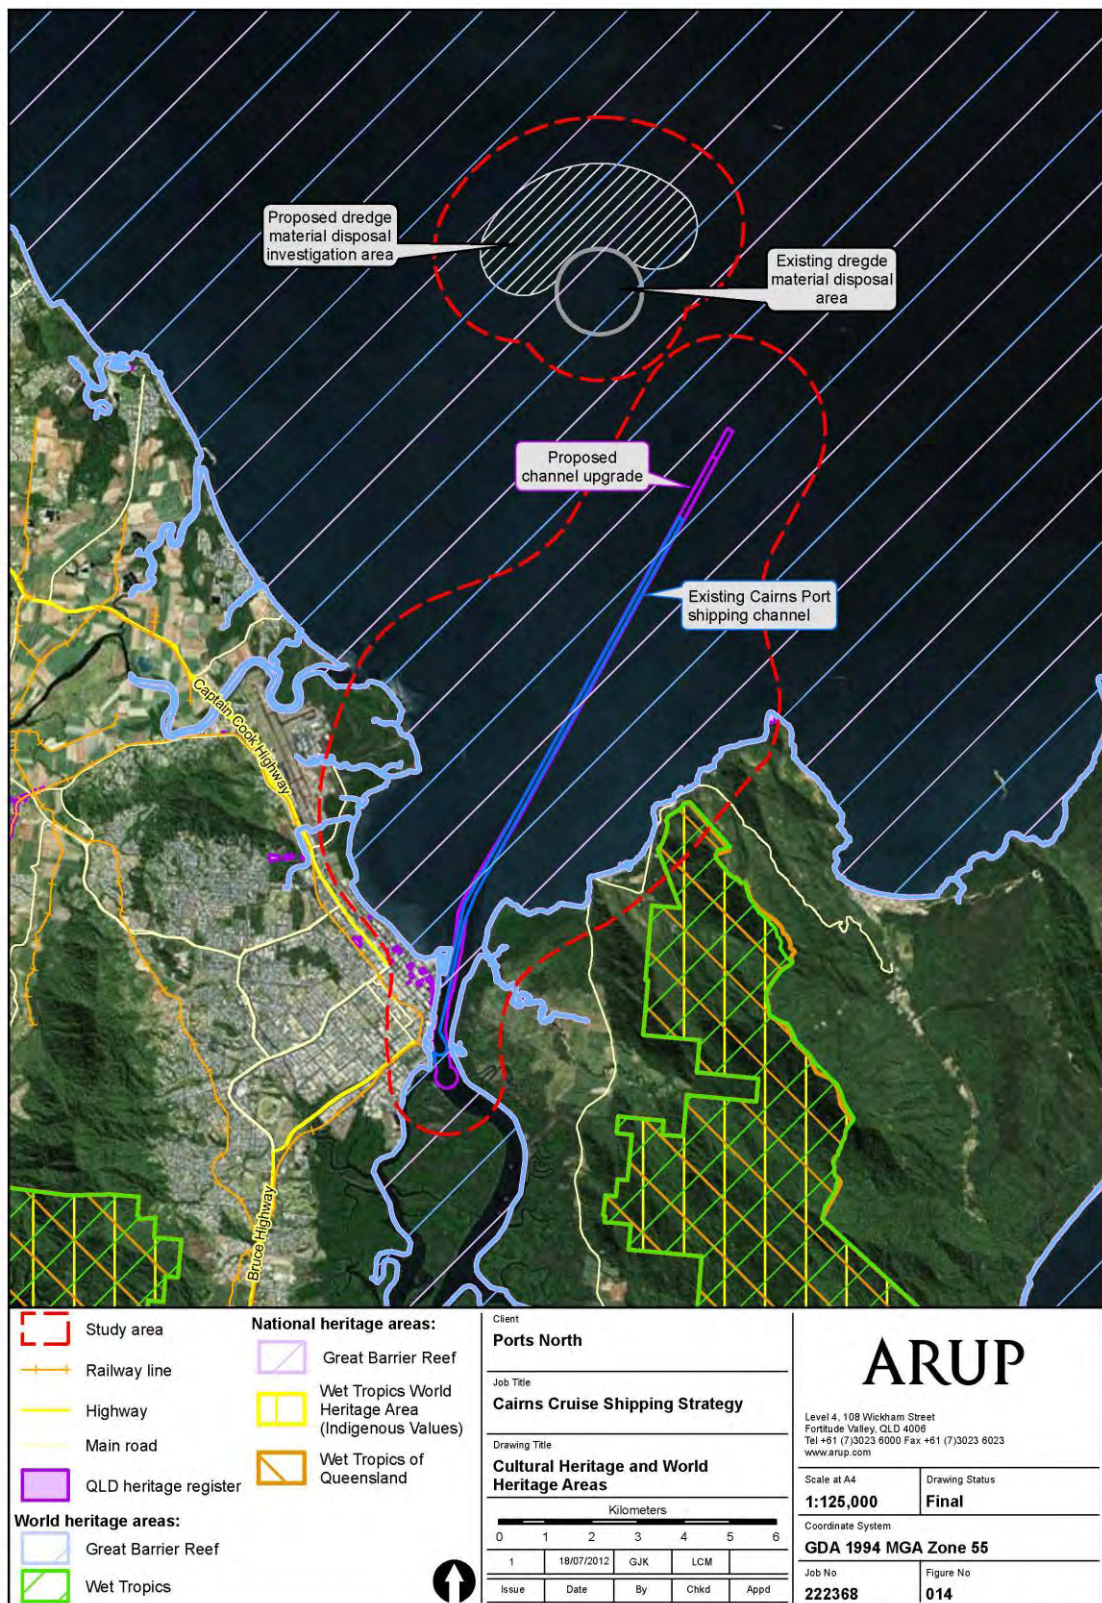 Proposed dredge
material disposal
investigation area
Existing dregde
material disposal
area
Proposed
channel upgrade
Existing Cairns Port
shipping channel
Captain Cook Highway
Bruce Highway
Study area
Railway line
Highway
Main road
QLD heritage register
World heritage areas:
Great Barrier Reef
Wet Tropics
National heritage areas:
Great Barrier Reef
Wet Tropics World
Heritage Area
(Indigenous Values)
Wet Tropics of
Queensland
Client
Ports North
Job Title
Cairns Cruise Shipping Strategy
Drawing Title
Cultural Heritage and World
Heritage Areas
Kilometers
0 1 2 3 4 5 6
1 18/07/2012 GJK LCM
Issue Date By Chkd Appd
ARUP
Level 4, 108 Wickham Street
Fortitude Valley, QLD 4006
Tel +61 (7)3023 6000 Fax +61 (7)3023 6023
www.arup.com
Scale at A4
1:125,000
Drawing Status
Final
Coordinate System
GDA 1994 MGA Zone 55
Job No
222368
Figure No
014